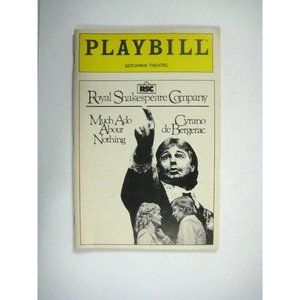 PLAYBILL
GERSHWIN THEATRE
RSC
Royal Shakespeare Company
Much Ado
About
Nothing
Cyrano
de Bergerac